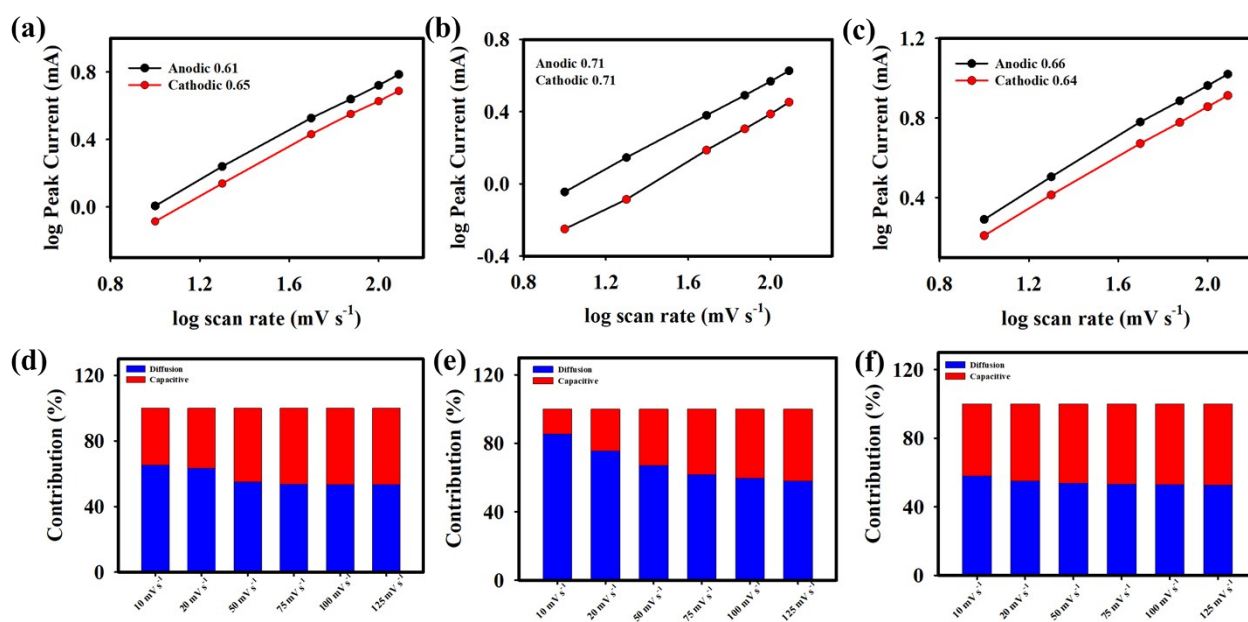 (a)
log Peak Current (mA)
0.8
0.4
0.0
Anodic 0.61
Cathodic 0.65
0.8 1.2 1.6 2.0
log scan rate (mV s⁻¹)
(b)
log Peak Current (mA)
0.8
0.4
0.0
-0.4
Anodic 0.71
Cathodic 0.71
0.8 1.2 1.6 2.0
log scan rate (mV s⁻¹)
(c)
log Peak Current (mA)
1.2
0.8
0.4
Anodic 0.66
Cathodic 0.64
0.8 1.2 1.6 2.0
log scan rate (mV s⁻¹)
(d)
Contribution (%)
120
80
40
0
Diffusion
Capacitive
10 mV s⁻¹ 20 mV s⁻¹ 50 mV s⁻¹ 75 mV s⁻¹ 100 mV s⁻¹ 125 mV s⁻¹
(e)
Contribution (%)
120
80
40
0
Diffusion
Capacitive
10 mV s⁻¹ 20 mV s⁻¹ 50 mV s⁻¹ 75 mV s⁻¹ 100 mV s⁻¹ 125 mV s⁻¹
(f)
Contribution (%)
120
80
40
0
Diffusion
Capacitive
10 mV s⁻¹ 20 mV s⁻¹ 50 mV s⁻¹ 75 mV s⁻¹ 100 mV s⁻¹ 125 mV s⁻¹